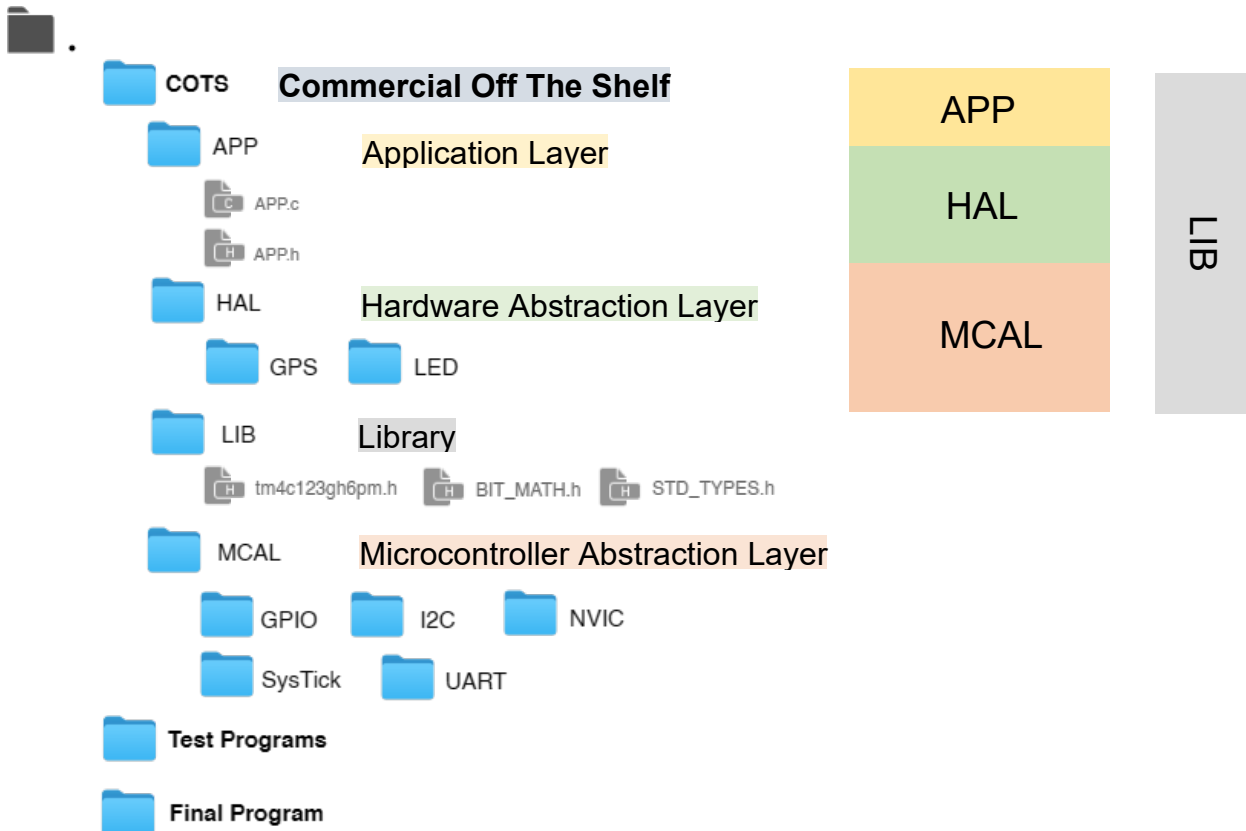 .
COTS Commercial Off The Shelf
APP Application Layer
C APP.c
H APP.h
HAL Hardware Abstraction Layer
GPS LED
LIB Library
H tm4c123gh6pm.h H BIT_MATH.h H STD_TYPES.h
MCAL Microcontroller Abstraction Layer
GPIO I2C NVIC
SysTick UART
Test Programs
Final Program
APP
HAL
MCAL
LIB